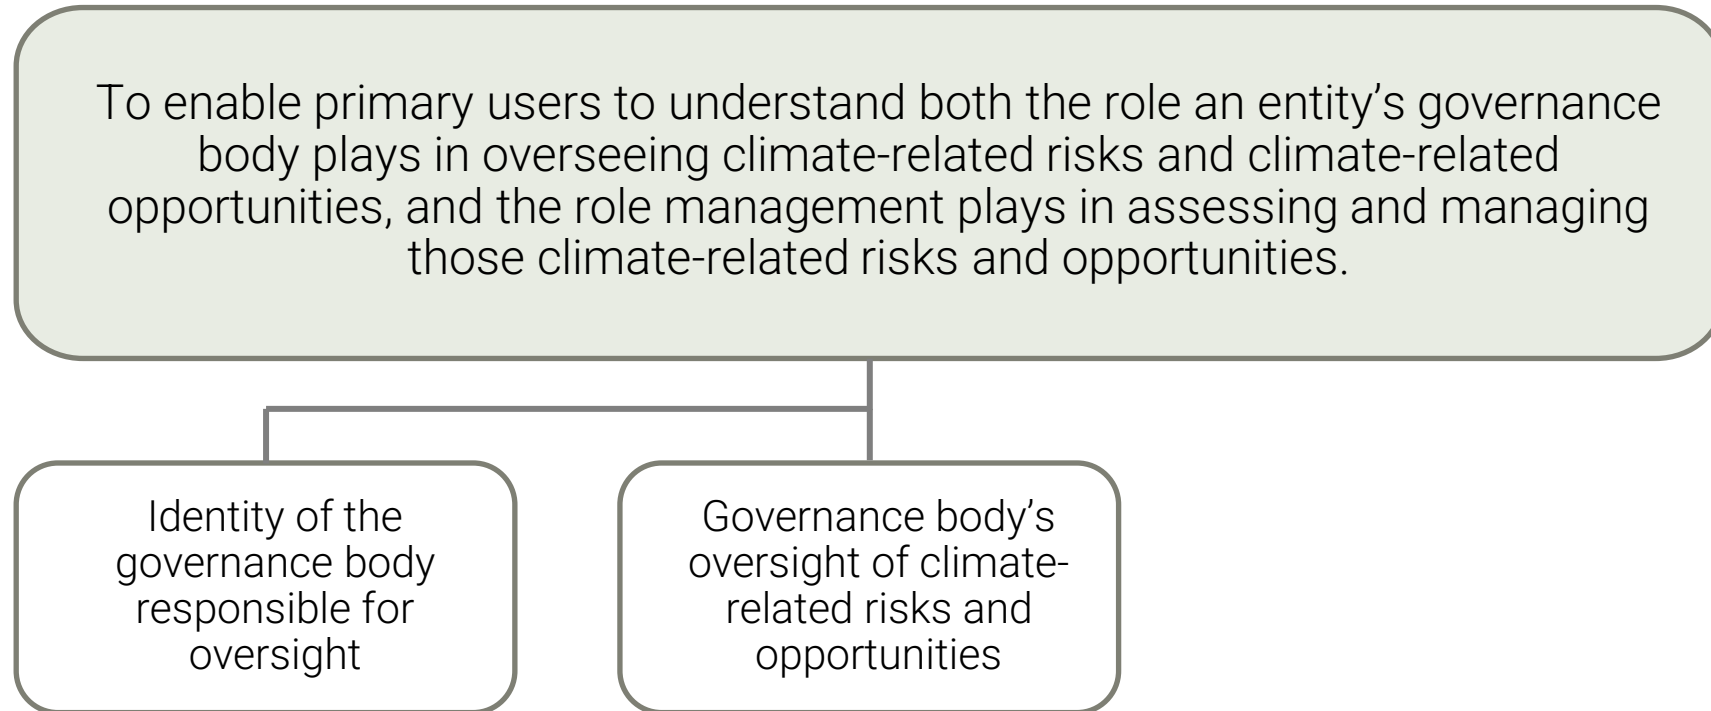 To enable primary users to understand both the role an entity’s governance
body plays in overseeing climate-related risks and climate-related
opportunities, and the role management plays in assessing and managing
those climate-related risks and opportunities.
Identity of the
governance body
responsible for
oversight
Governance body’s
oversight of climate-
related risks and
opportunities